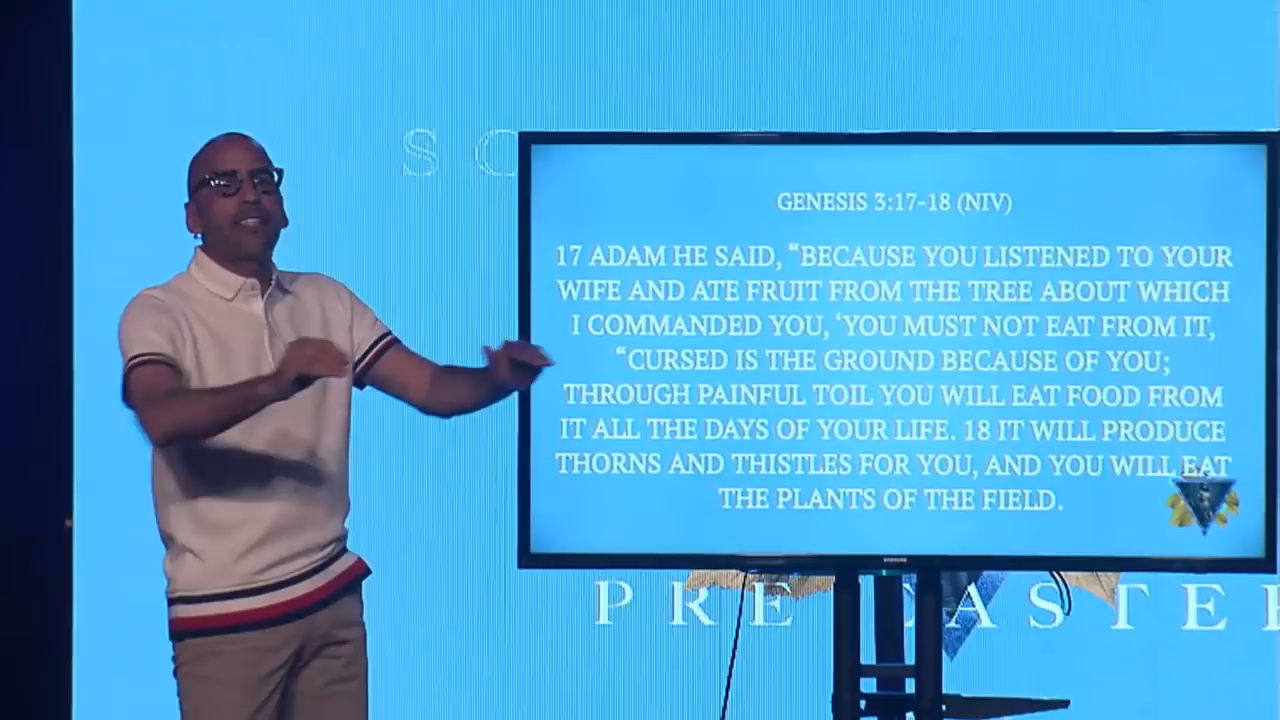 S
GENESIS 3:17-18 (NIV)
17 ADAM HE SAID, “BECAUSE YOU LISTENED TO YOUR
WIFE AND ATE FRUIT FROM THE TREE ABOUT WHICH
I COMMANDED YOU, ‘YOU MUST NOT EAT FROM IT,
“CURSED IS THE GROUND BECAUSE OF YOU;
THROUGH PAINFUL TOIL YOU WILL EAT FOOD FROM
IT ALL THE DAYS OF YOUR LIFE. 18 IT WILL PRODUCE
THORNS AND THISTLES FOR YOU, AND YOU WILL EAT
THE PLANTS OF THE FIELD.
SAMSUNG
PRE EASTE